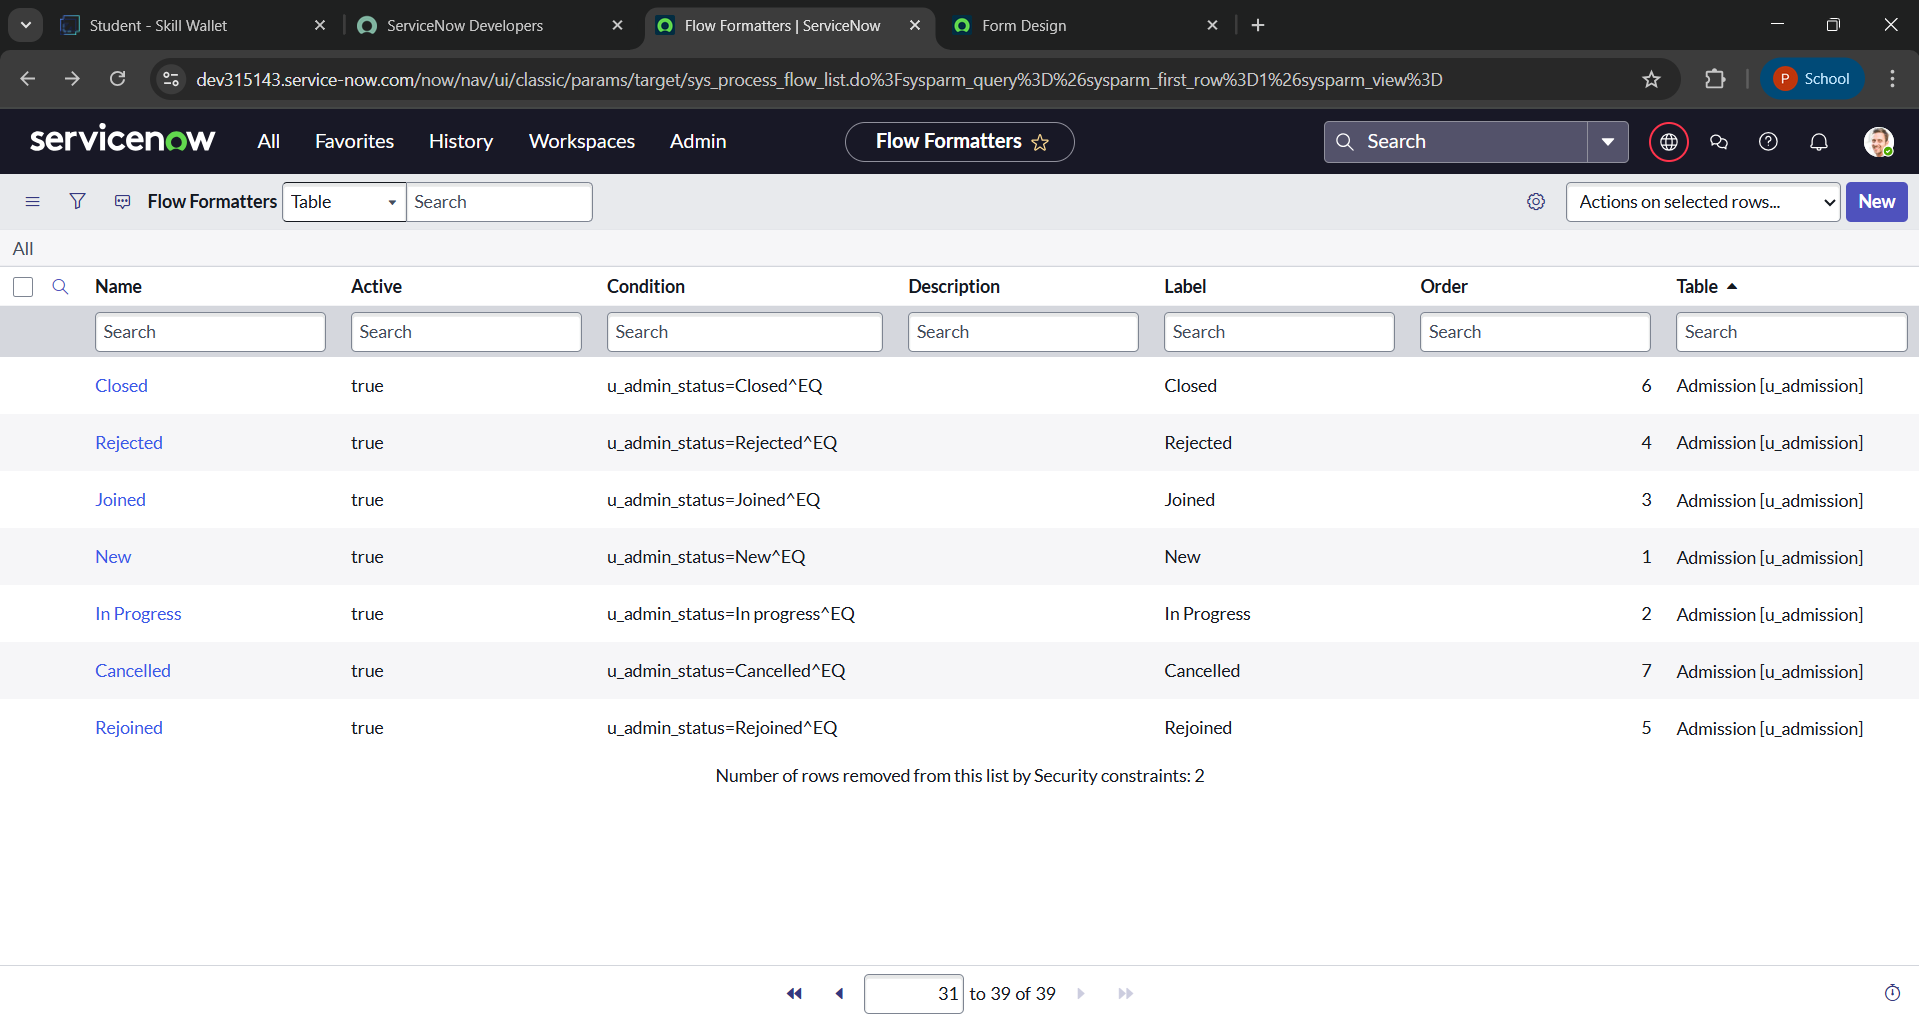 Student - Skill Wallet
ServiceNow Developers
Flow Formatters | ServiceNow
Form Design
dev315143.service-now.com/now/nav/ui/classic/params/target/sys_process_flow_list.do%3Fsysparm_query%3D%26sysparm_first_row%3D1%26sysparm_view%3D
P School
servicenow All Favorites History Workspaces Admin Flow Formatters Search
Flow Formatters Table Search Actions on selected rows... New
All
Name Active Condition Description Label Order Table
Search Search Search Search Search Search Search
Closed true u_admin_status=Closed^EQ Closed 6 Admission [u_admission]
Rejected true u_admin_status=Rejected^EQ Rejected 4 Admission [u_admission]
Joined true u_admin_status=Joined^EQ Joined 3 Admission [u_admission]
New true u_admin_status=New^EQ New 1 Admission [u_admission]
In Progress true u_admin_status=In progress^EQ In Progress 2 Admission [u_admission]
Cancelled true u_admin_status=Cancelled^EQ Cancelled 7 Admission [u_admission]
Rejoined true u_admin_status=Rejoined^EQ Rejoined 5 Admission [u_admission]
Number of rows removed from this list by Security constraints: 2
31 to 39 of 39